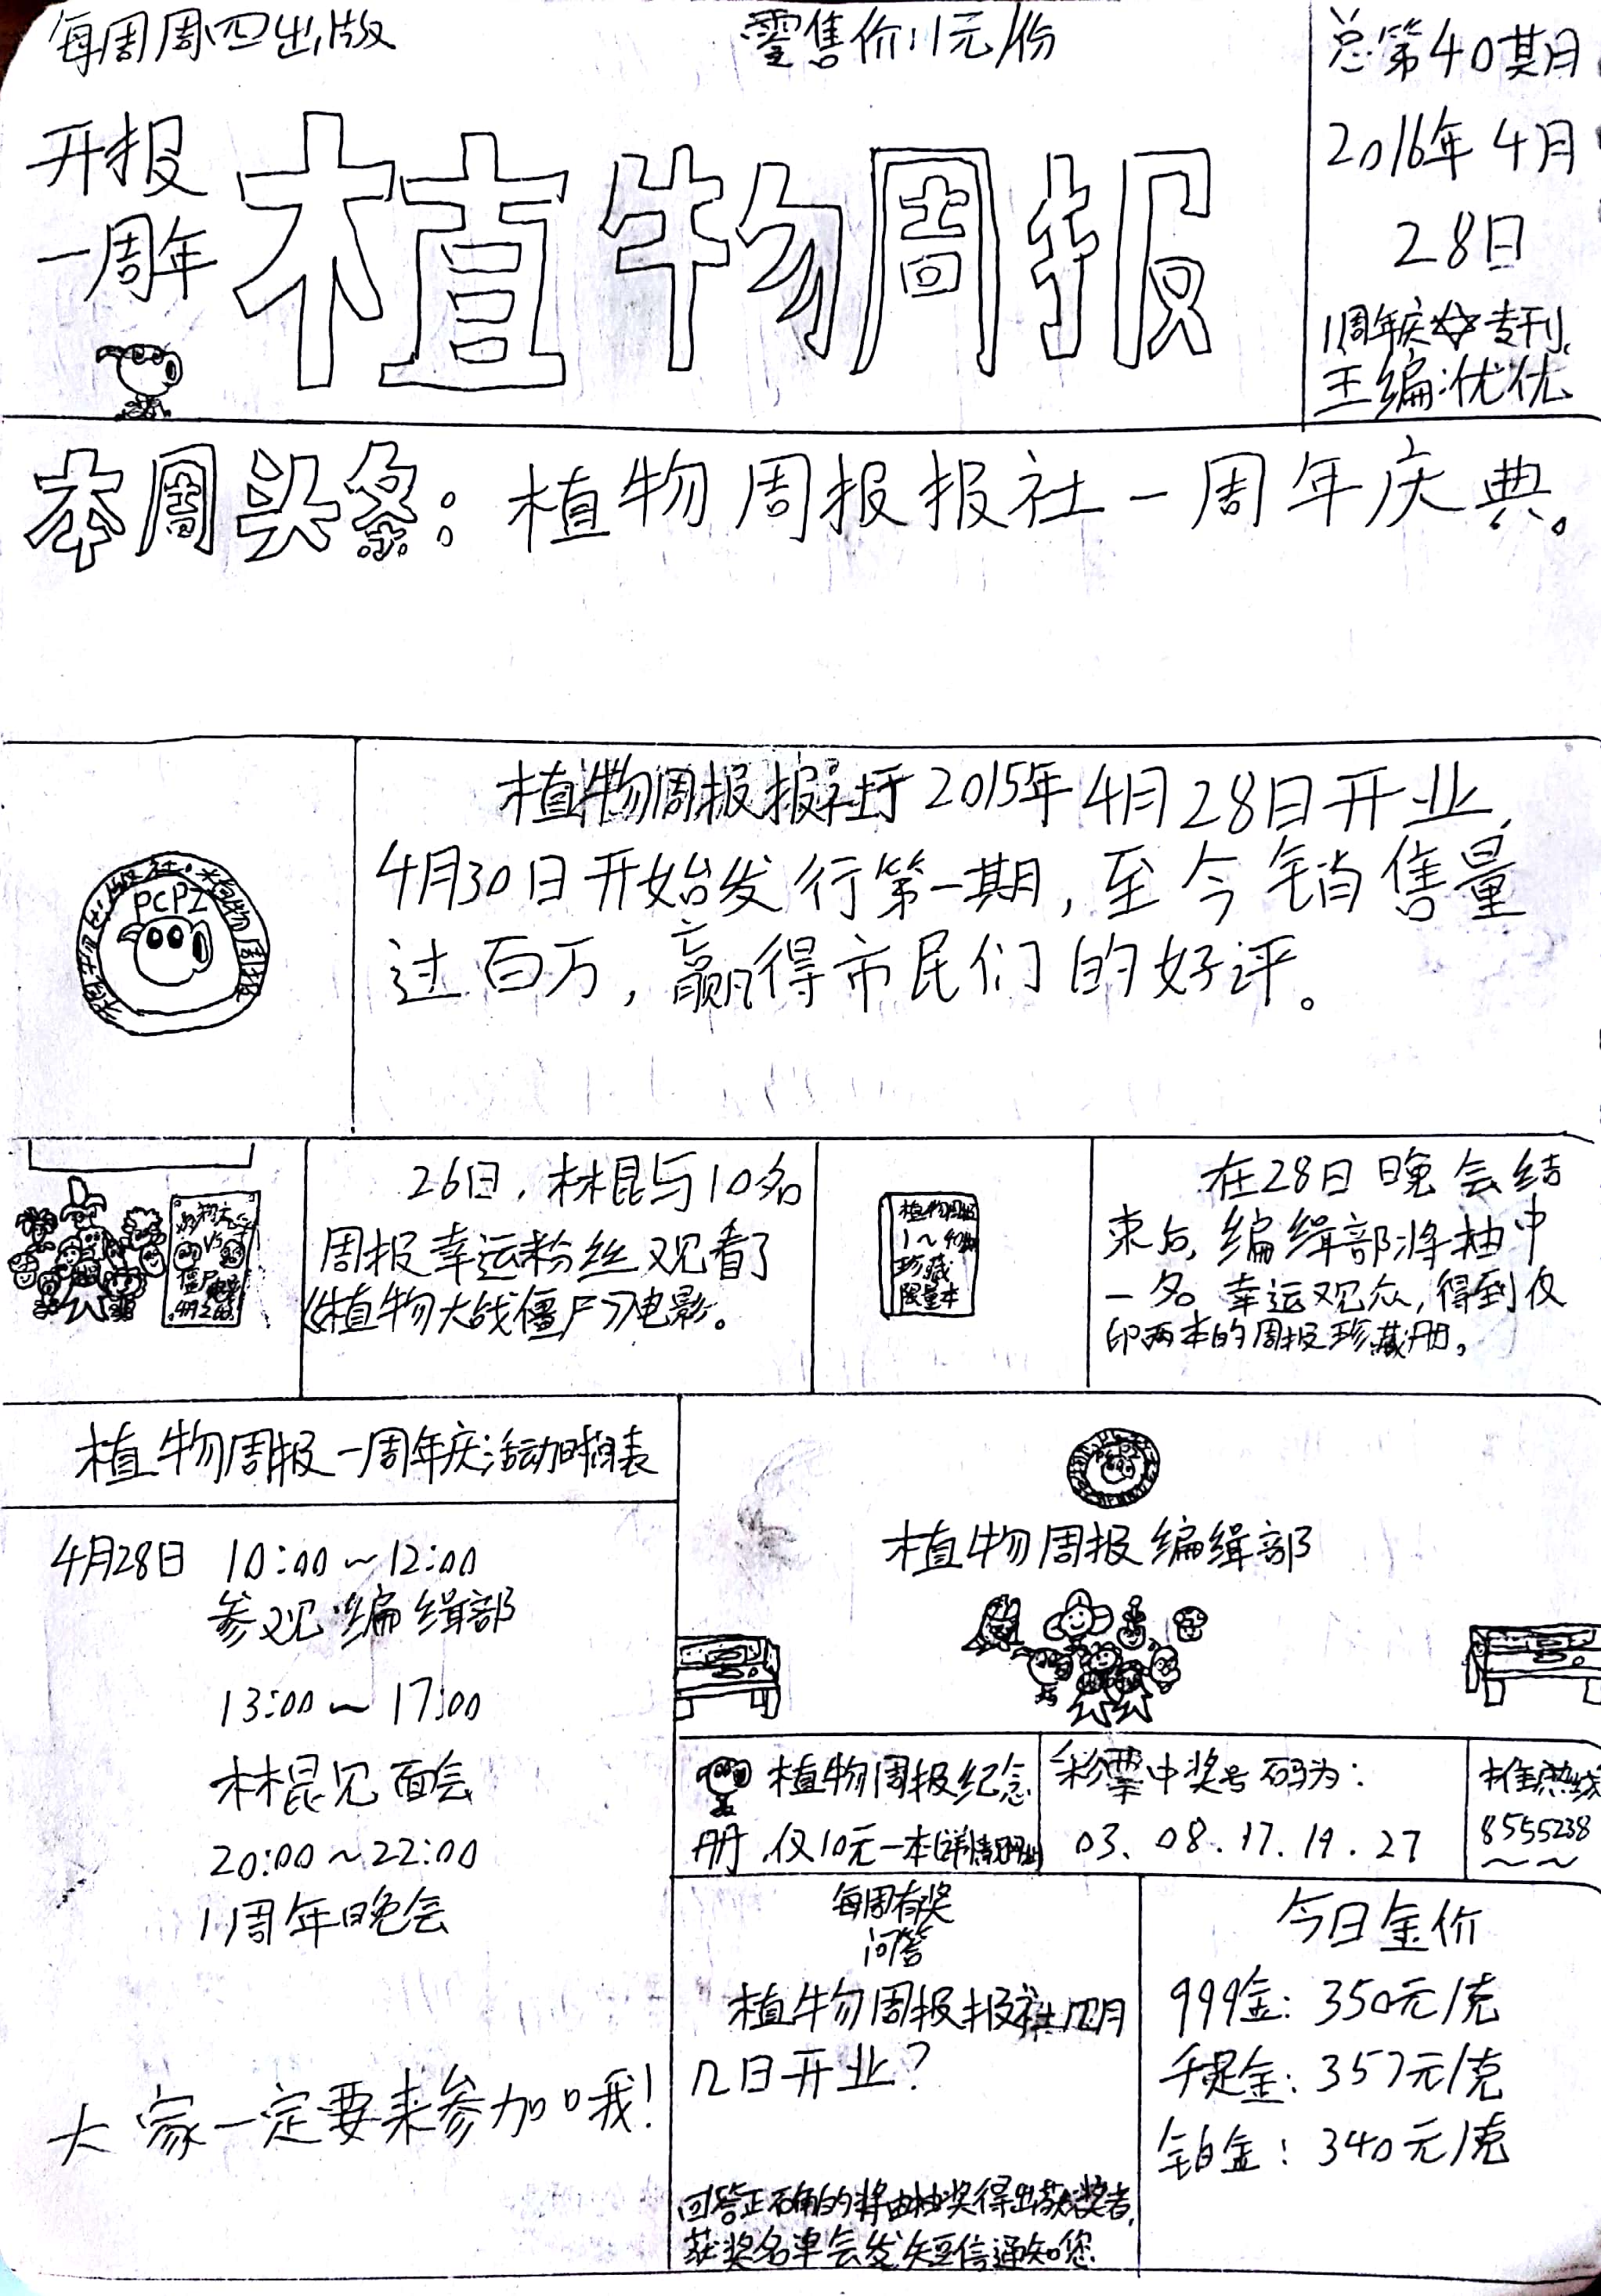 每周周四出版
零售价:1元/份
总第40期
2016年4月
28日
1周年庆☆专刊
主编:优优
开报
一周年
植物周报
本周头条:植物周报报社一周年庆典。
PCPZ
植物周报报社于2015年4月28日开业,
4月30日开始发行第一期,至今销售量
过百万,赢得市民们的好评。
VS
僵尸
26日,林昆与10名
周报幸运粉丝观看了
《植物大战僵尸》电影。
植物周报
珍藏
限量本
在28日晚会结
束后,编缉部将抽中
一名幸运观众,得到仅
印两本的周报珍藏册。
植物周报一周年庆活动时间表
4月28日 10:00~12:00
参观编缉部
13:00~17:00
林昆见面会
20:00~22:00
1周年晚会
大家一定要来参加哦!
植物周报编缉部
植物周报纪念
册,仅10元一本
彩票中奖号码为:
03.08.17.19.27
热线
8555238
每周有奖
问答
植物周报报社几月
几日开业?
回答正确的将由抽奖得出获奖者,
获奖名单会发短信通知您
今日金价
999金:350元/克
千足金:357元/克
铂金:340元/克